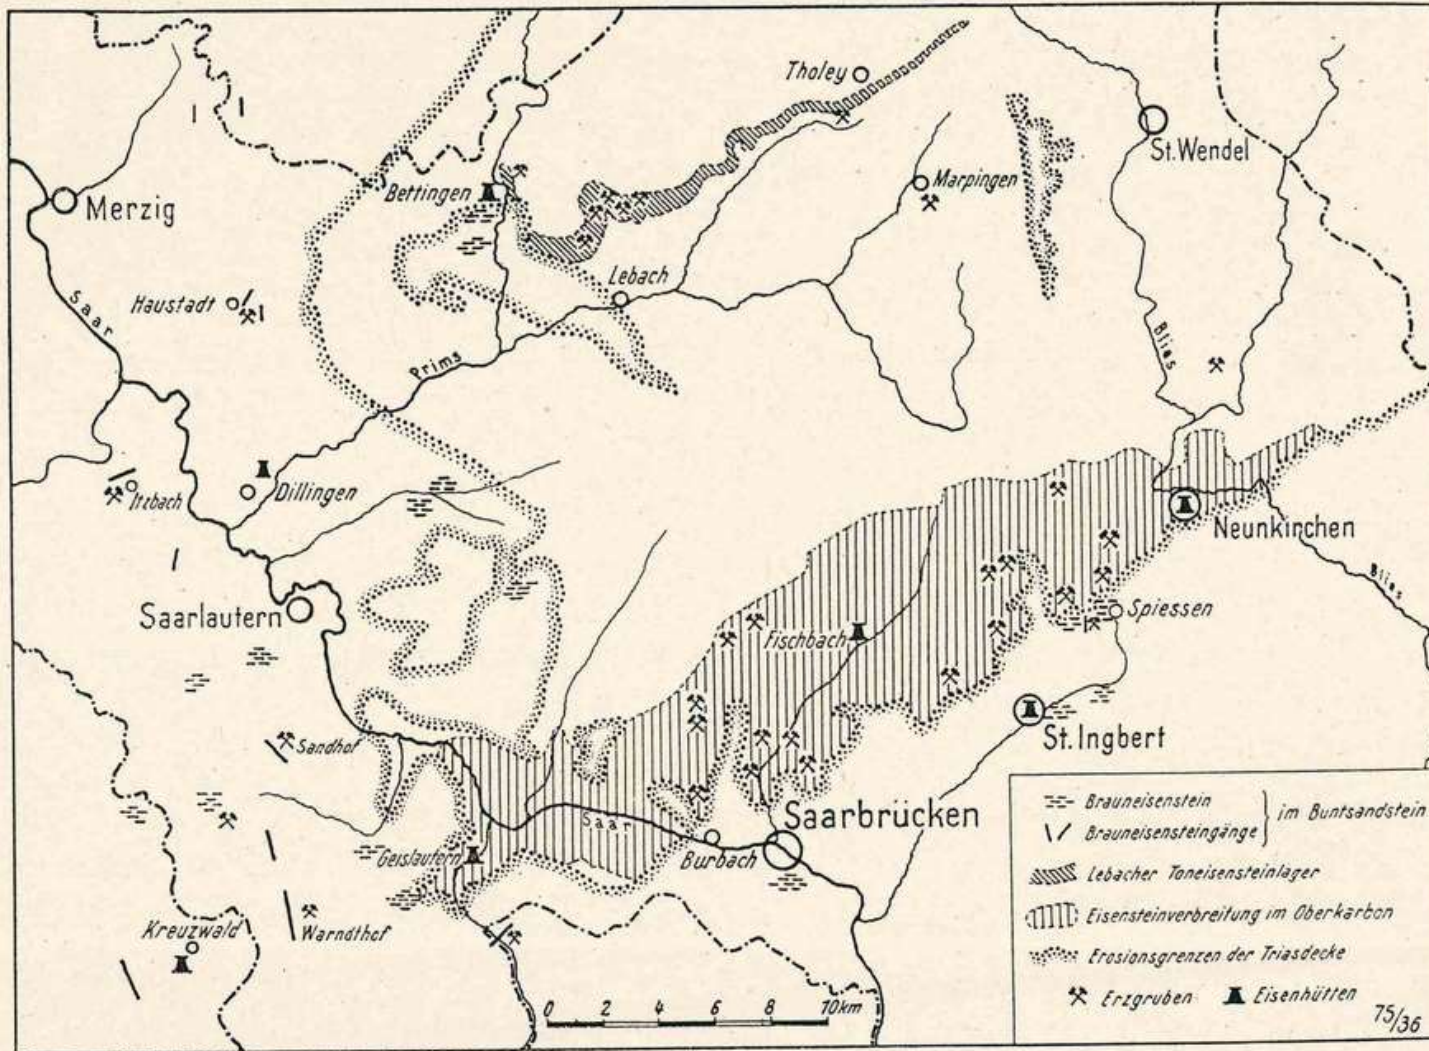 Tholey
St. Wendel
Bettingen
Marpingen
Merzig
Saar
Haustadt
Lebach
Prims
Blies
Itzbach
Dillingen
Neunkirchen
Blies
Saarlautern
Fischbach
Spiessen
Sandhof
St. Ingbert
Saar
Saarbrücken
Geislautern
Burbach
Kreuzwald
Warndthof
0 2 4 6 8 10km
Brauneisenstein
Brauneisensteingänge
im Buntsandstein
Lebacher Toneisensteinlager
Eisensteinverbreitung im Oberkarbon
Erosionsgrenzen der Triasdecke
Erzgruben
Eisenhütten
75/36